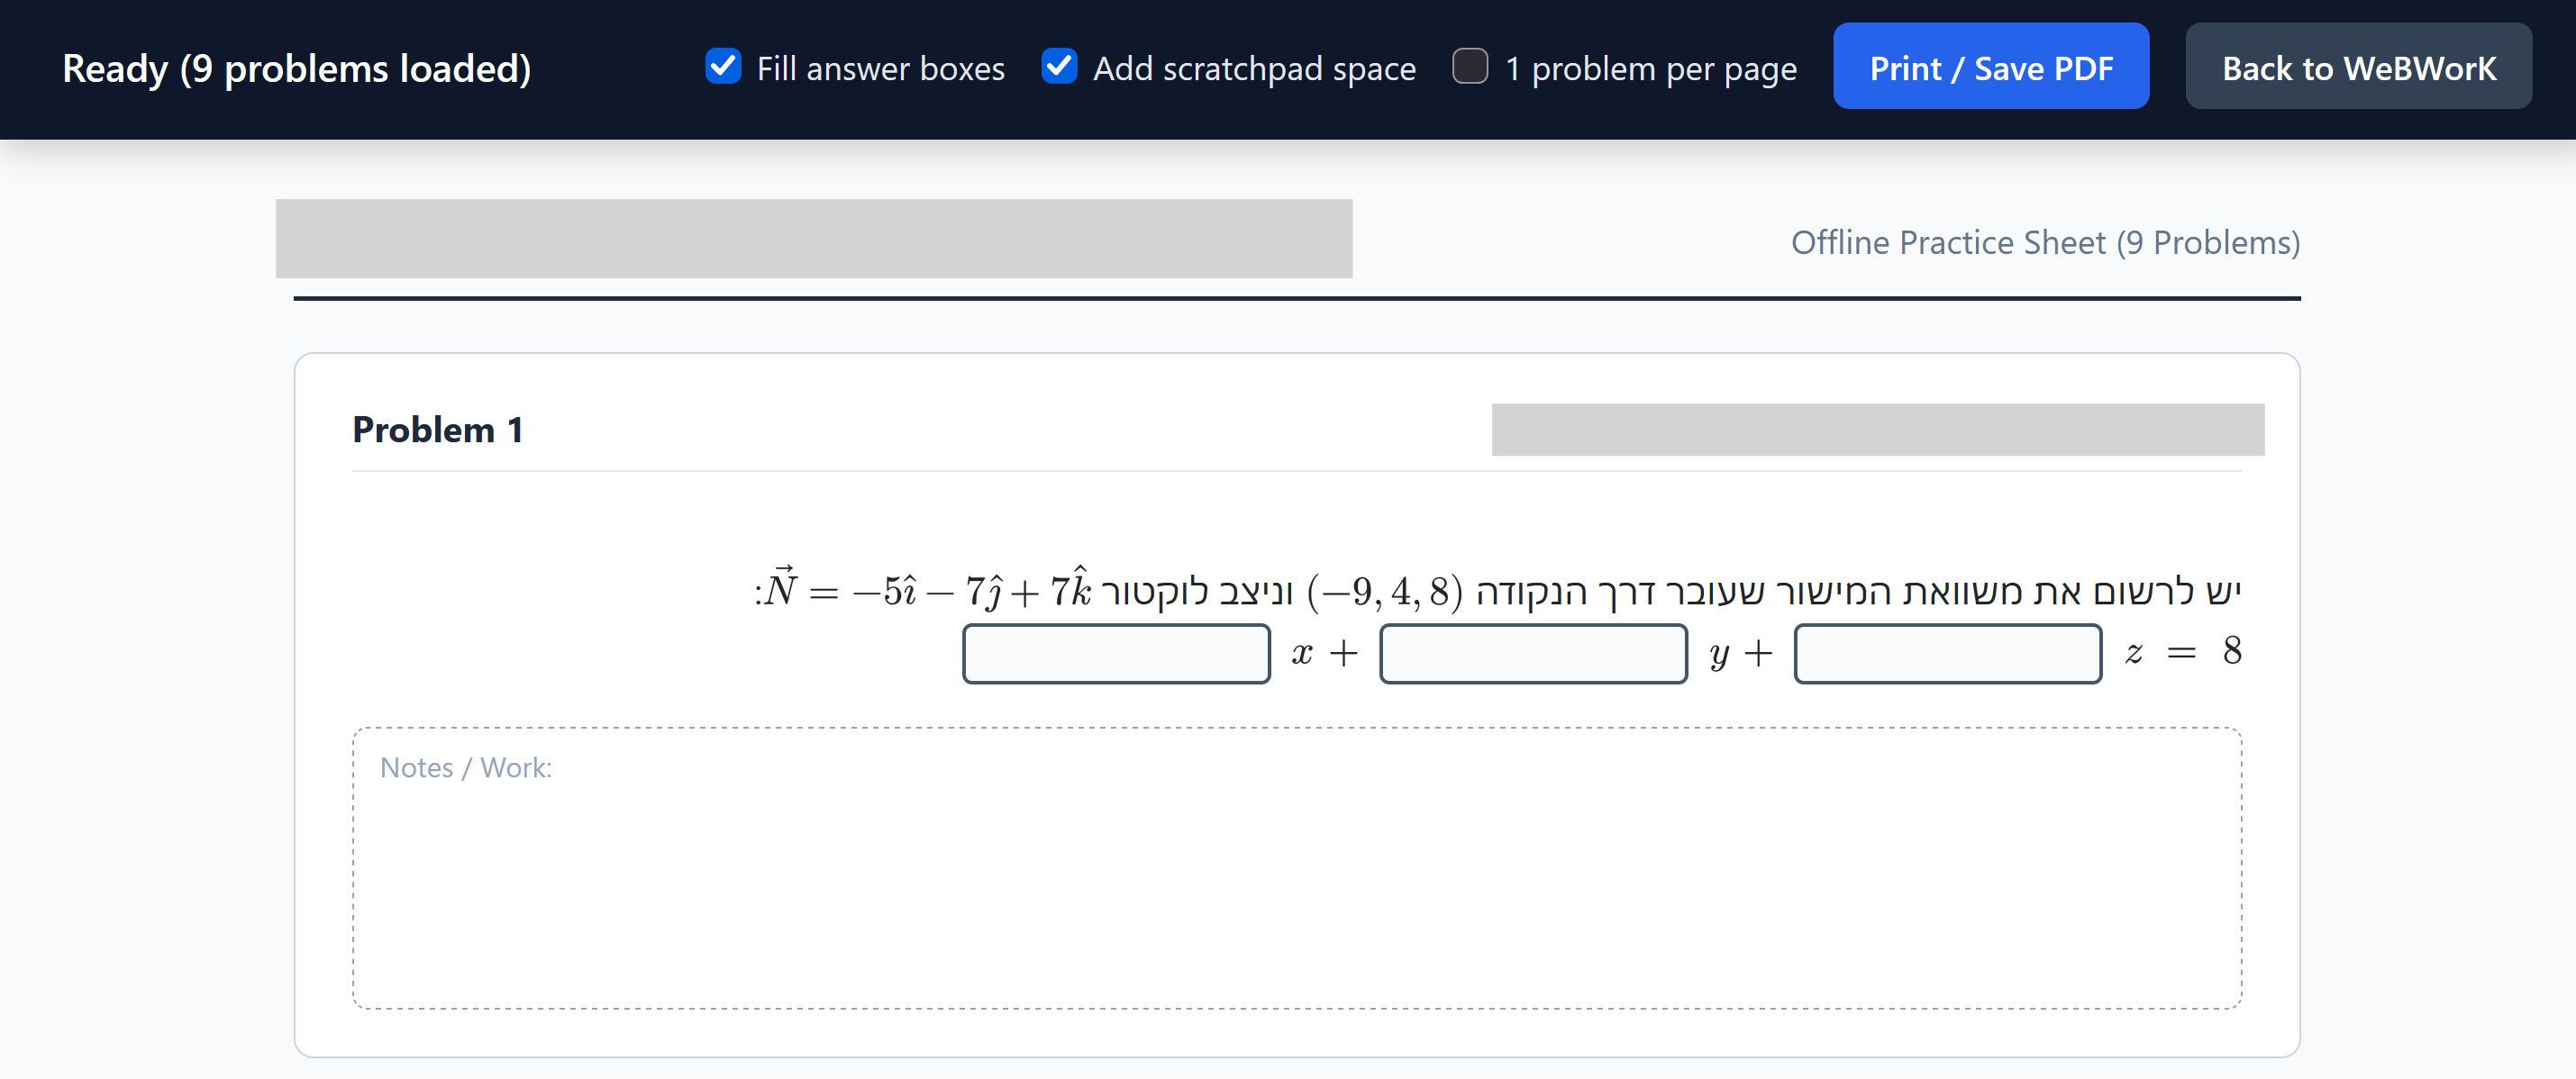 Ready (9 problems loaded)
Fill answer boxes
Add scratchpad space
1 problem per page
Print / Save PDF
Back to WeBWorK
Offline Practice Sheet (9 Problems)
Problem 1
יש לרשום את משוואת המישור שעובר דרך הנקודה (−9, 4, 8) וניצב לוקטור N⃗ = −5î − 7ĵ + 7k̂:
x + y + z = 8
Notes / Work: